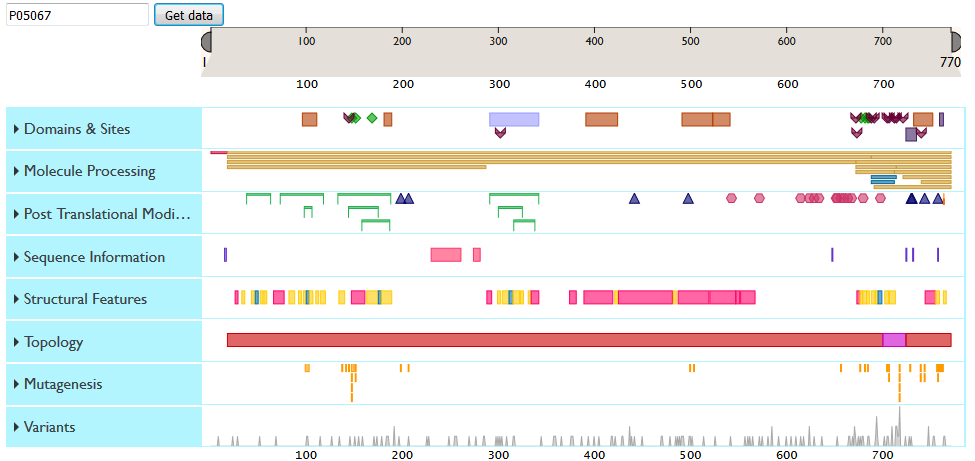 P05067 Get data
100 200 300 400 500 600 700
770
100 200 300 400 500 600 700
Domains & Sites
Molecule Processing
Post Translational Modi...
Sequence Information
Structural Features
Topology
Mutagenesis
Variants
100 200 300 400 500 600 700